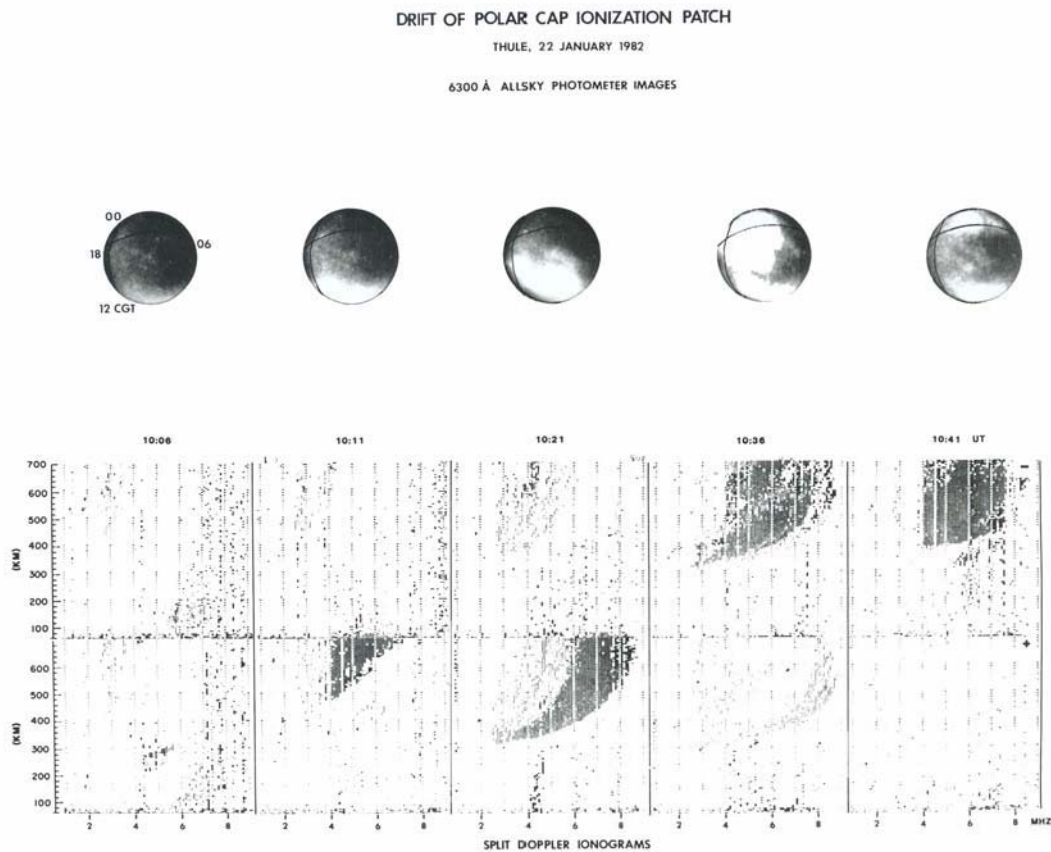 DRIFT OF POLAR CAP IONIZATION PATCH
THULE, 22 JANUARY 1982
6300 Å ALLSKY PHOTOMETER IMAGES
00
18
06
12 CGT
10:06 10:11 10:21 10:36 10:41 UT
700
600
500
400
300
200
100
(KM)
−
+
600
500
400
300
200
100
(KM)
2 4 6 8 2 4 6 8 2 4 6 8 2 4 6 8 2 4 6 8 MHZ
SPLIT DOPPLER IONOGRAMS